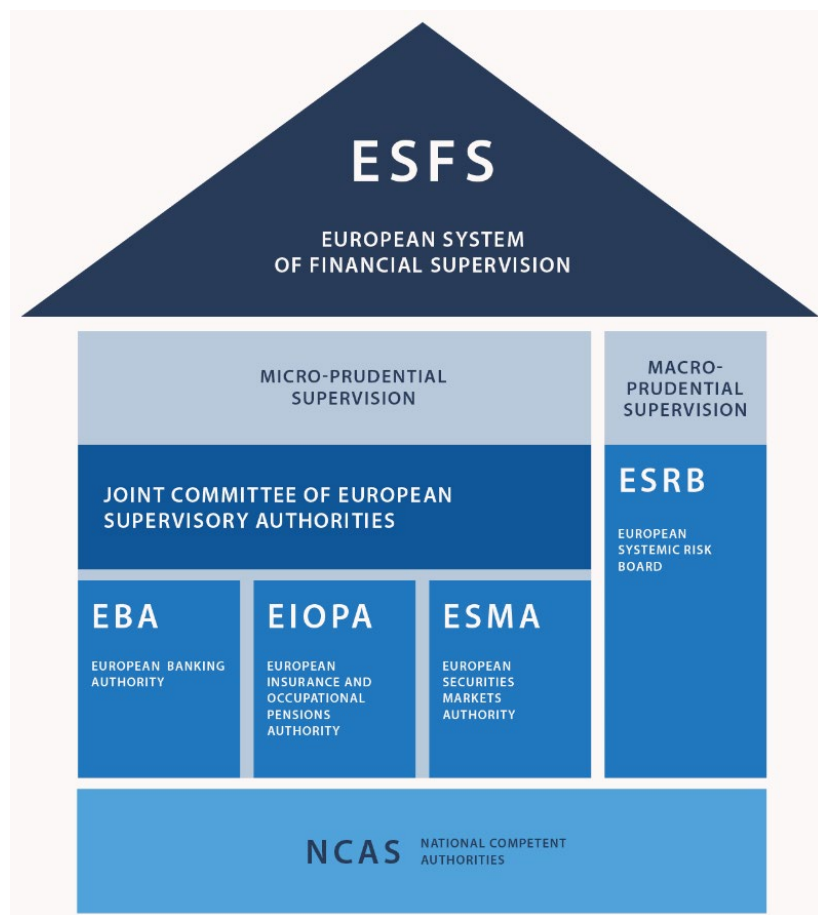 ESFS
EUROPEAN SYSTEM
OF FINANCIAL SUPERVISION
MICRO-PRUDENTIAL
SUPERVISION
MACRO-
PRUDENTIAL
SUPERVISION
JOINT COMMITTEE OF EUROPEAN
SUPERVISORY AUTHORITIES
ESRB
EUROPEAN
SYSTEMIC RISK
BOARD
EBA
EUROPEAN BANKING
AUTHORITY
EIOPA
EUROPEAN
INSURANCE AND
OCCUPATIONAL
PENSIONS
AUTHORITY
ESMA
EUROPEAN
SECURITIES
MARKETS
AUTHORITY
NCAS
NATIONAL COMPETENT
AUTHORITIES